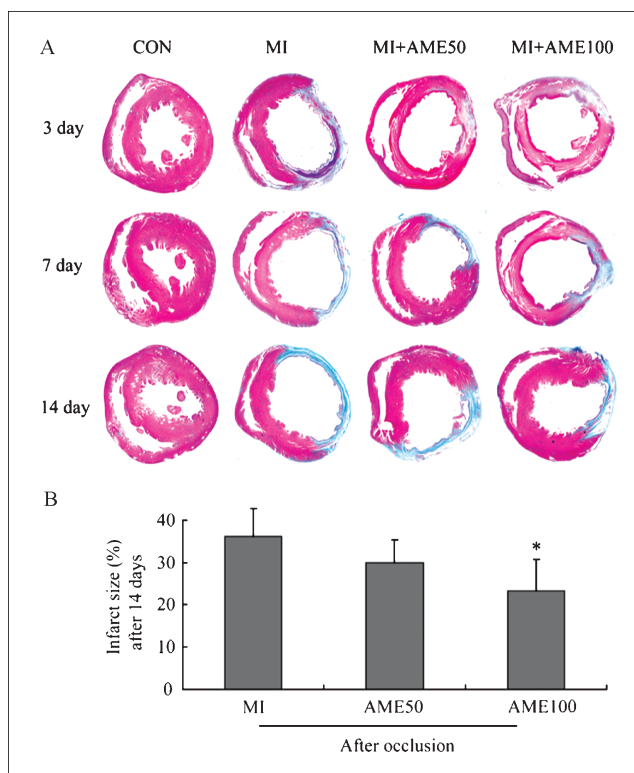 A
CON MI MI+AME50 MI+AME100
3 day
7 day
14 day
B
Infarct size (%)
after 14 days
40
30
20
10
0
*
MI AME50 AME100
After occlusion